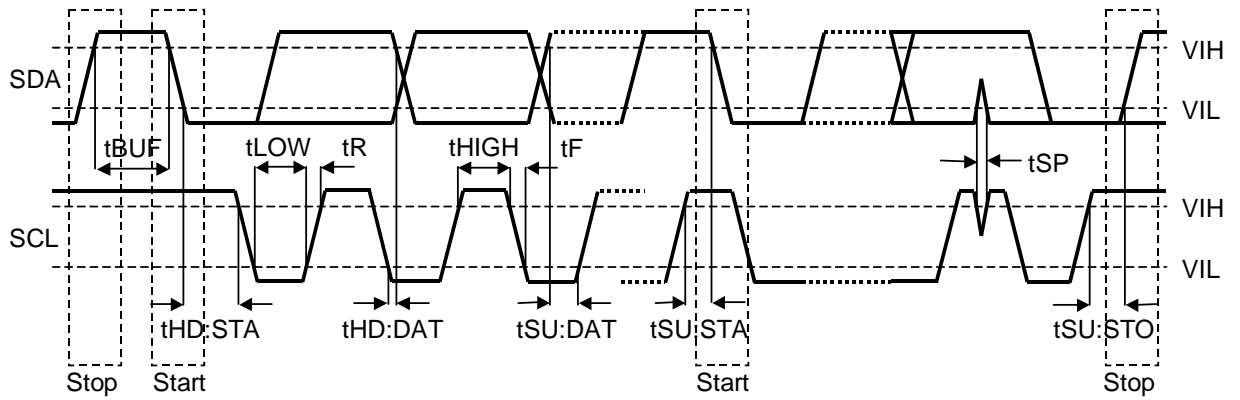 SDA
VIH
VIL
tBUF
tLOW
tR
tHIGH
tF
tSP
SCL
VIH
VIL
tHD:STA
tHD:DAT
tSU:DAT
tSU:STA
tSU:STO
Stop
Start
Start
Stop